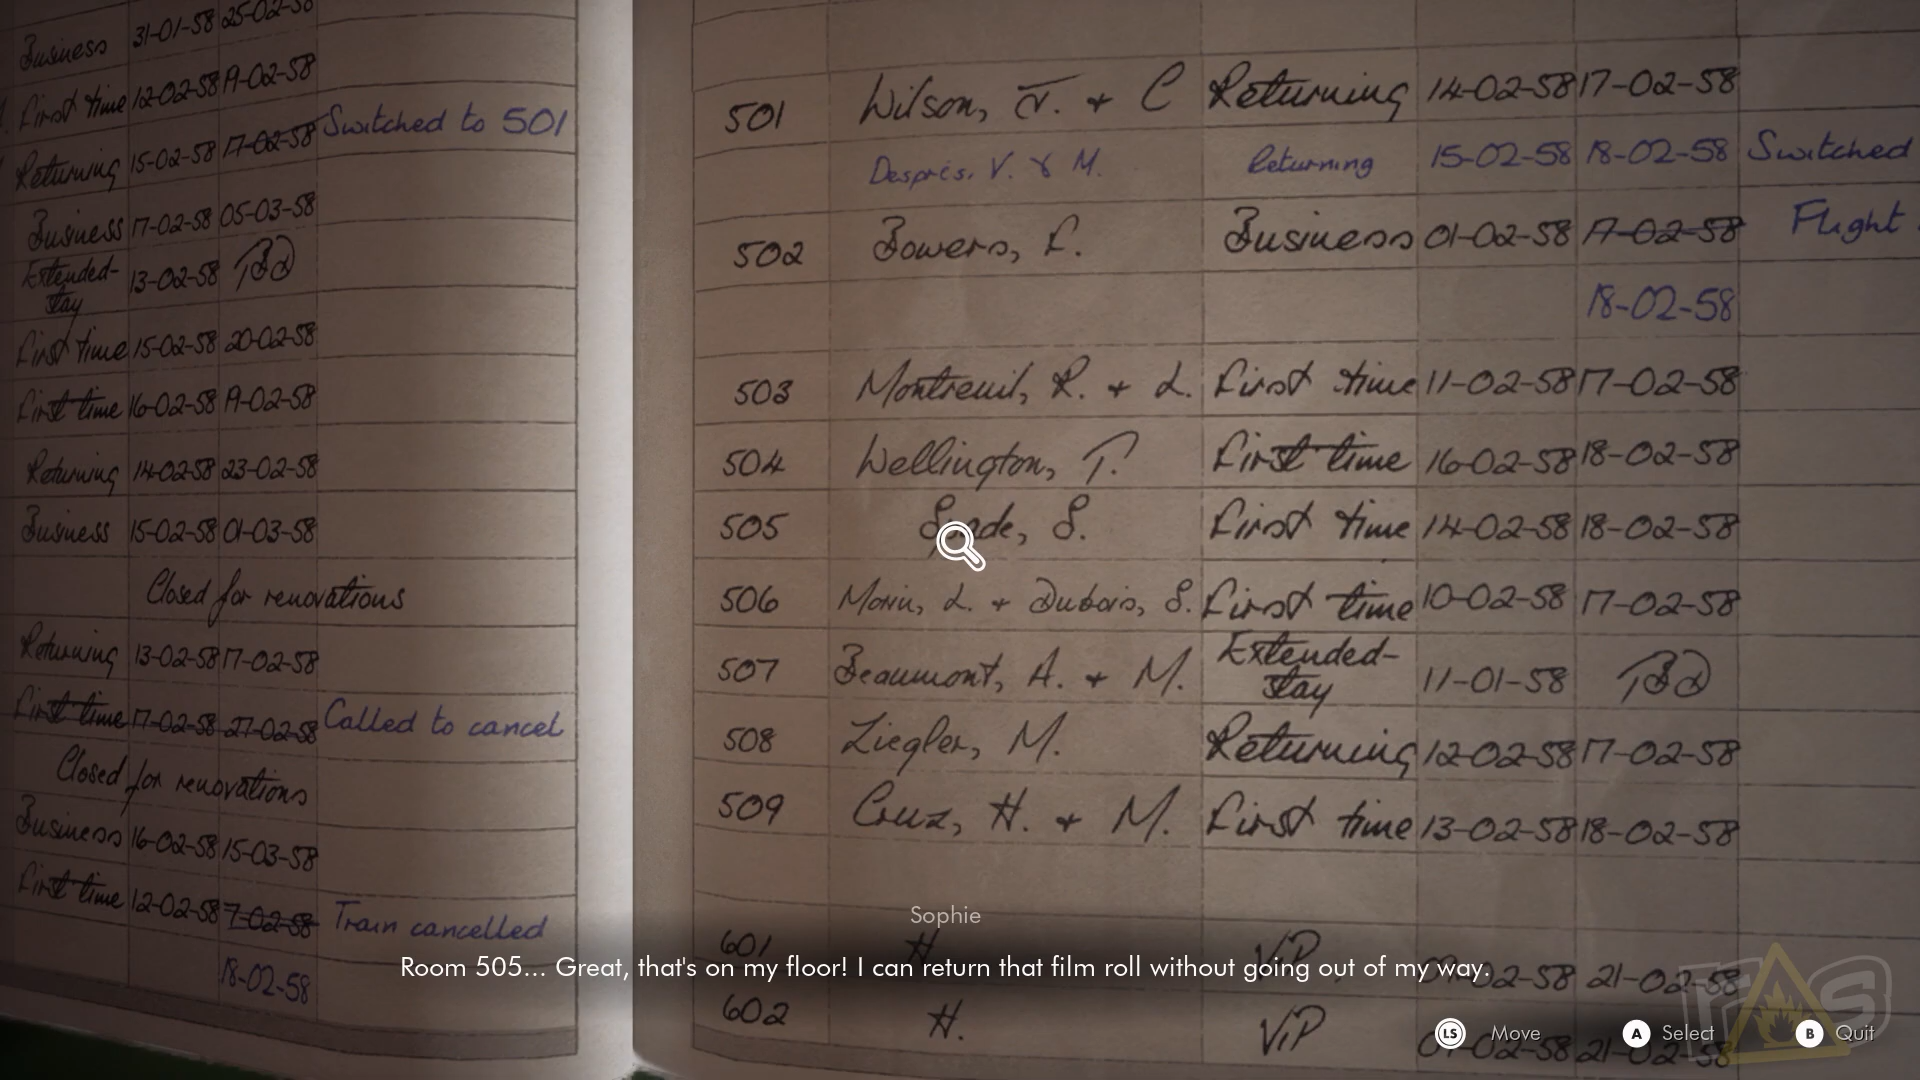 Business 31-01-58 25-02-58
First time 12-02-58 19-02-58
Returning 15-02-58 17-02-58 Switched to 501
Business 17-02-58 05-03-58
Extended-
stay 13-02-58 TBD
First time 15-02-58 20-02-58
First time 16-02-58 19-02-58
Returning 14-02-58 23-02-58
Business 15-02-58 01-03-58
Closed for renovations
Returning 13-02-58 17-02-58
First time 17-02-58 27-02-58 Called to cancel
Closed for renovations
Business 16-02-58 15-03-58
First time 12-02-58 17-02-58 Train cancelled
18-02-58
501 Wilson, J. + C Returning 14-02-58 17-02-58
Després, V. & M. Returning 15-02-58 18-02-58 Switched
502 Bowers, F. Business 01-02-58 17-02-58 Flight
18-02-58
503 Montreuil, R. + L. First time 11-02-58 17-02-58
504 Wellington, T. First time 16-02-58 18-02-58
505 Spade, S. First time 14-02-58 18-02-58
506 Morin, L. + Dubois, S. First time 10-02-58 17-02-58
507 Beaumont, A. + M. Extended-
stay 11-01-58 TBD
508 Ziegler, M. Returning 12-02-58 17-02-58
509 Cruz, H. + M. First time 13-02-58 18-02-58
Sophie
601 H VIP 21-02-58
Room 505... Great, that's on my floor! I can return that film roll without going out of my way.
602 H. VIP 21-02-58
LS Move A Select B Quit